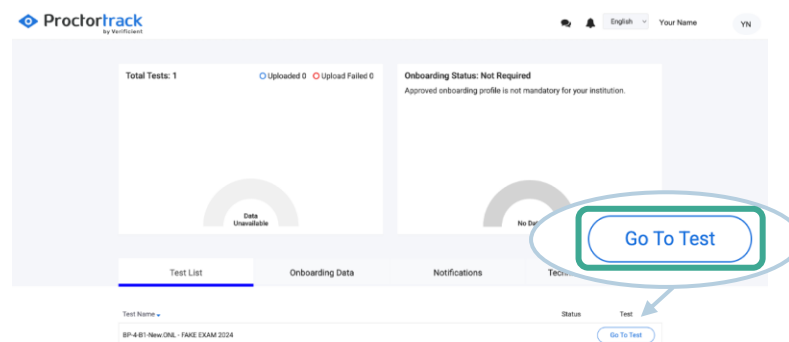 Proctortrack
by Verificient
English
Your Name
YN
Total Tests: 1
Uploaded 0
Upload Failed 0
Data
Unavailable
Onboarding Status: Not Required
Approved onboarding profile is not mandatory for your institution.
No
Go To Test
Test List
Onboarding Data
Notifications
Test Name
Status
Test
BP-4-B1-New:ONL - FAKE EXAM 2024
Go To Test